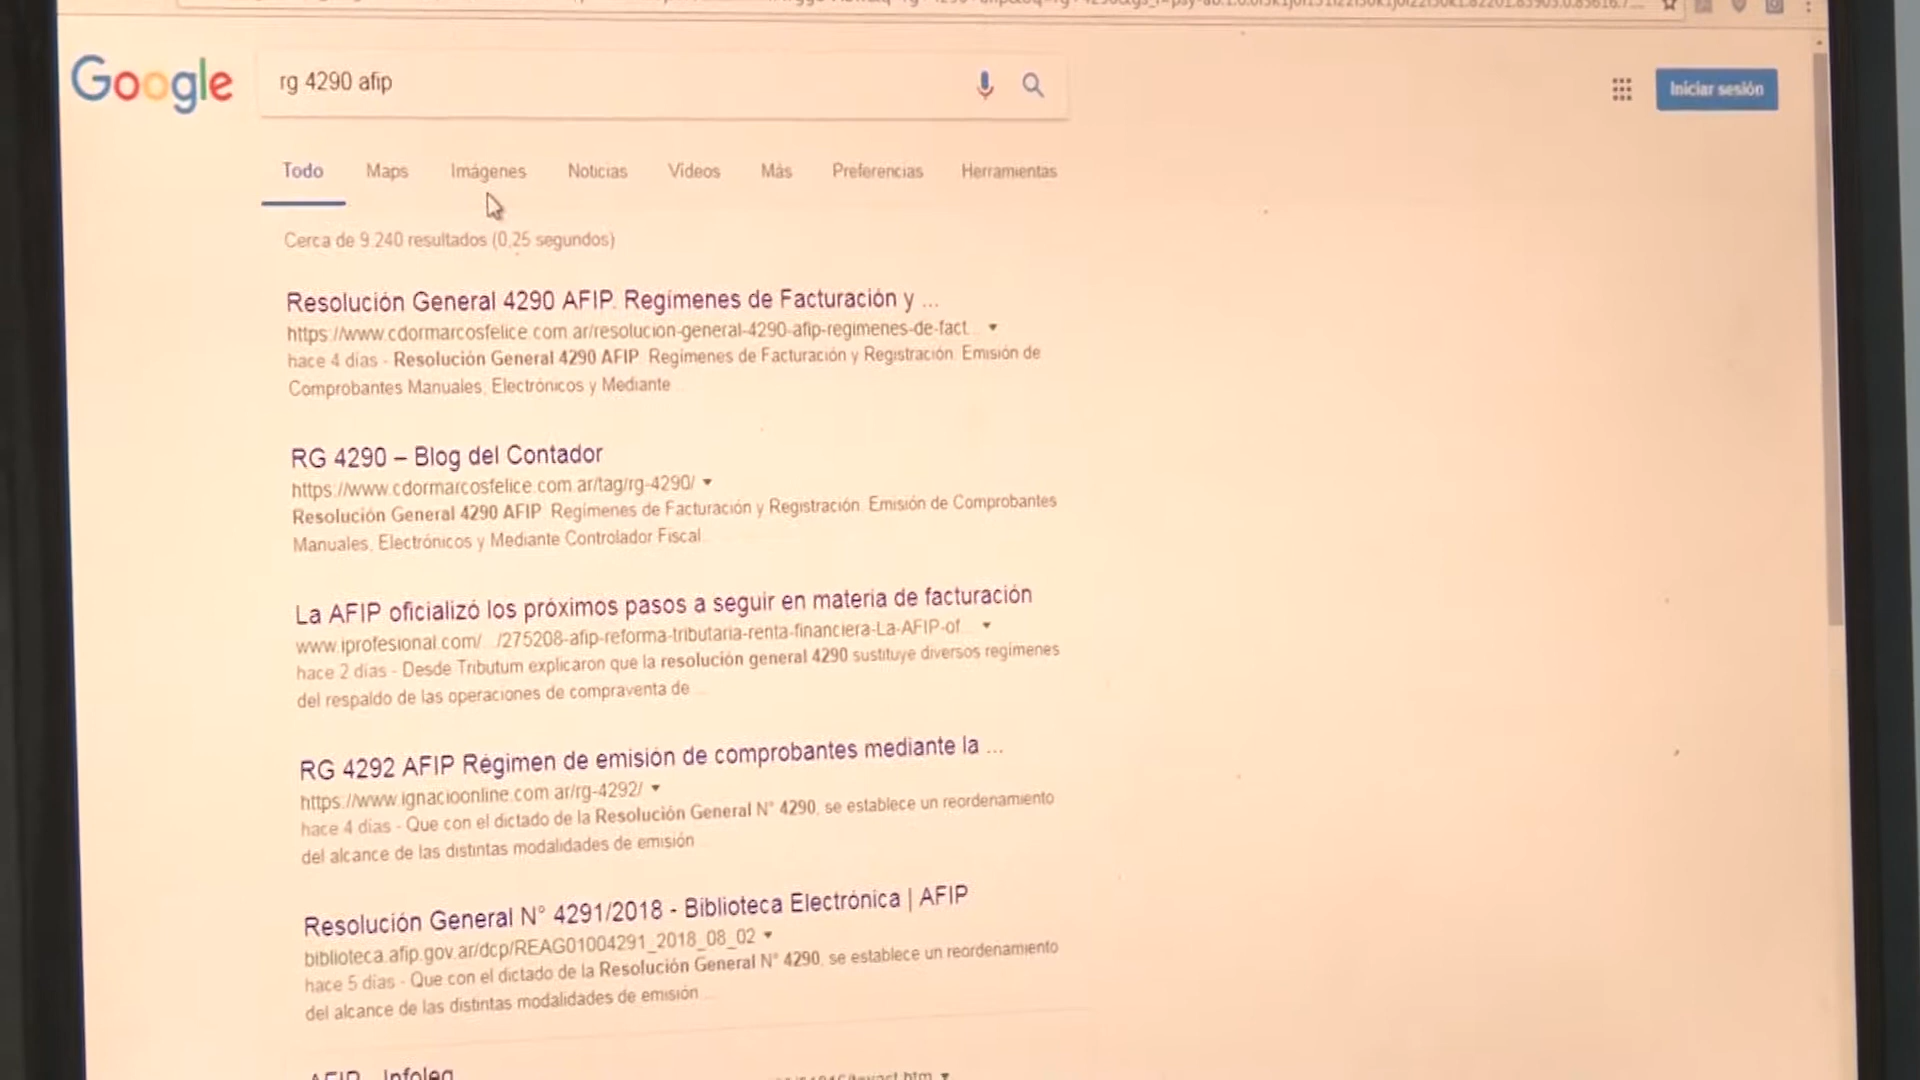 Google
rg 4290 afip
Iniciar sesión
Todo Maps Imágenes Noticias Vídeos Más Preferencias Herramientas
Cerca de 9.240 resultados (0,25 segundos)
Resolución General 4290 AFIP. Regímenes de Facturación y ...
https://www.cdormarcosfelice.com.ar/resolucion-general-4290-afip-regimenes-de-fact...
hace 4 días - Resolución General 4290 AFIP. Regímenes de Facturación y Registración. Emisión de
Comprobantes Manuales, Electrónicos y Mediante
RG 4290 – Blog del Contador
https://www.cdormarcosfelice.com.ar/tag/rg-4290/
Resolución General 4290 AFIP. Regímenes de Facturación y Registración. Emisión de Comprobantes
Manuales, Electrónicos y Mediante Controlador Fiscal
La AFIP oficializó los próximos pasos a seguir en materia de facturación
www.iprofesional.com/.../275208-afip-reforma-tributaria-renta-financiera-La-AFIP-of...
hace 2 días - Desde Tributum explicaron que la resolución general 4290 sustituye diversos regímenes
del respaldo de las operaciones de compraventa de ...
RG 4292 AFIP Régimen de emisión de comprobantes mediante la ...
https://www.ignacioonline.com.ar/rg-4292/
hace 4 días - Que con el dictado de la Resolución General N° 4290, se establece un reordenamiento
del alcance de las distintas modalidades de emisión
Resolución General N° 4291/2018 - Biblioteca Electrónica | AFIP
biblioteca.afip.gov.ar/dcp/REAG01004291_2018_08_02
hace 5 días - Que con el dictado de la Resolución General N° 4290, se establece un reordenamiento
del alcance de las distintas modalidades de emisión ...
AFIP - Infoleg